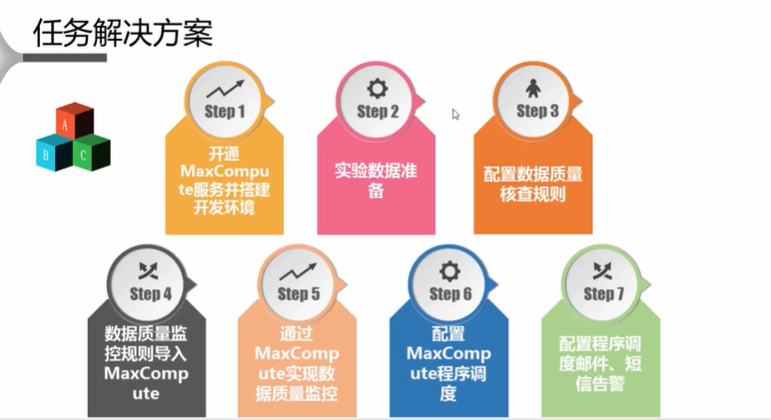 任务解决方案
A
B
C
Step 1
开通
MaxCompu
te服务并搭建
开发环境
Step 2
实验数据准
备
Step 3
配置数据质量
核查规则
Step 4
数据质量监
控规则导入
MaxComp
ute
Step 5
通过
MaxComp
ute实现数
据质量监控
Step 6
配置
MaxComp
ute程序调
度
Step 7
配置程序调
度邮件、短
信告警